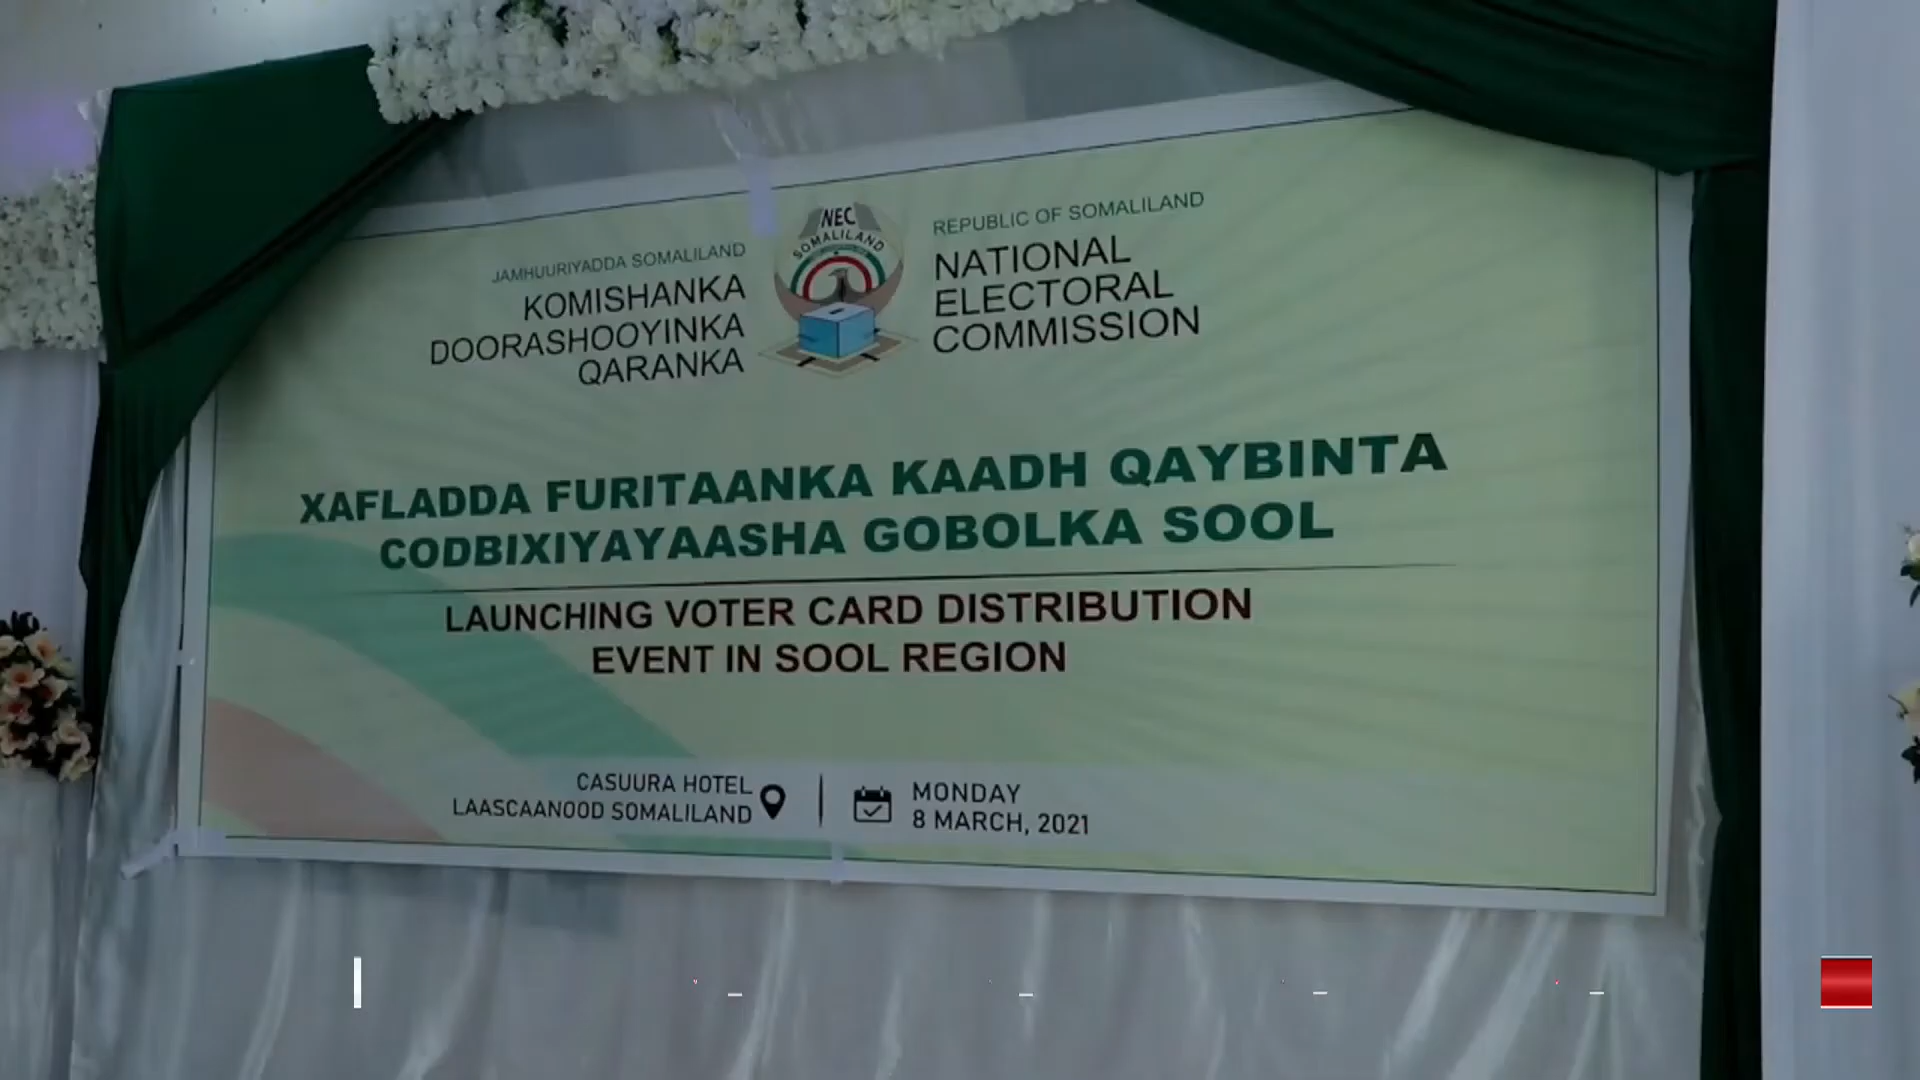 JAMHUURIYADDA SOMALILAND
KOMISHANKA
DOORASHOOYINKA
QARANKA
NEC
SOMALILAND
REPUBLIC OF SOMALILAND
NATIONAL
ELECTORAL
COMMISSION
XAFLADDA FURITAANKA KAADH QAYBINTA
CODBIXIYAYAASHA GOBOLKA SOOL
LAUNCHING VOTER CARD DISTRIBUTION
EVENT IN SOOL REGION
CASUURA HOTEL
LAASCAANOOD SOMALILAND
MONDAY
8 MARCH, 2021